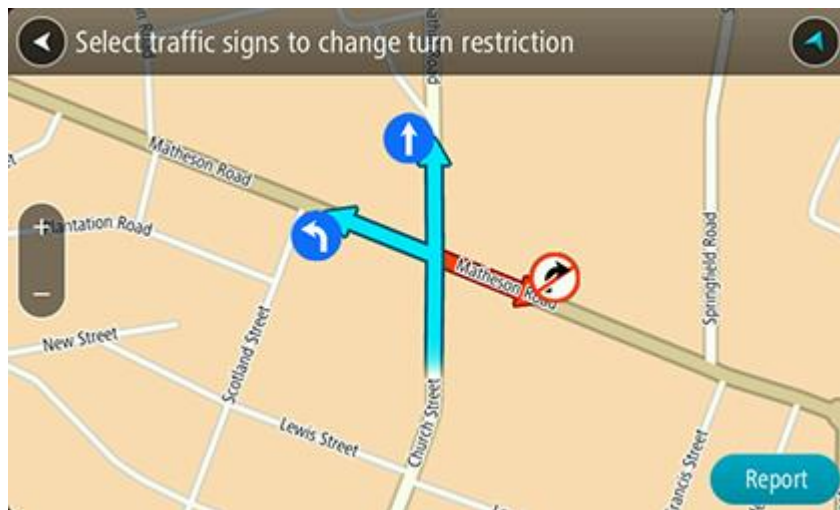 Select traffic signs to change turn restriction
Matheson Road
Plantation Road
Matheson Road
Springfield Road
New Street
Scotland Street
Lewis Street
Church Street
Francis Street
Report